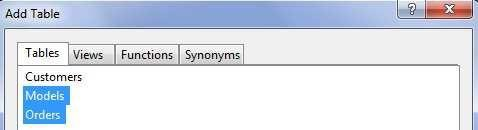 Add Table
Tables Views Functions Synonyms
Customers
Models
Orders